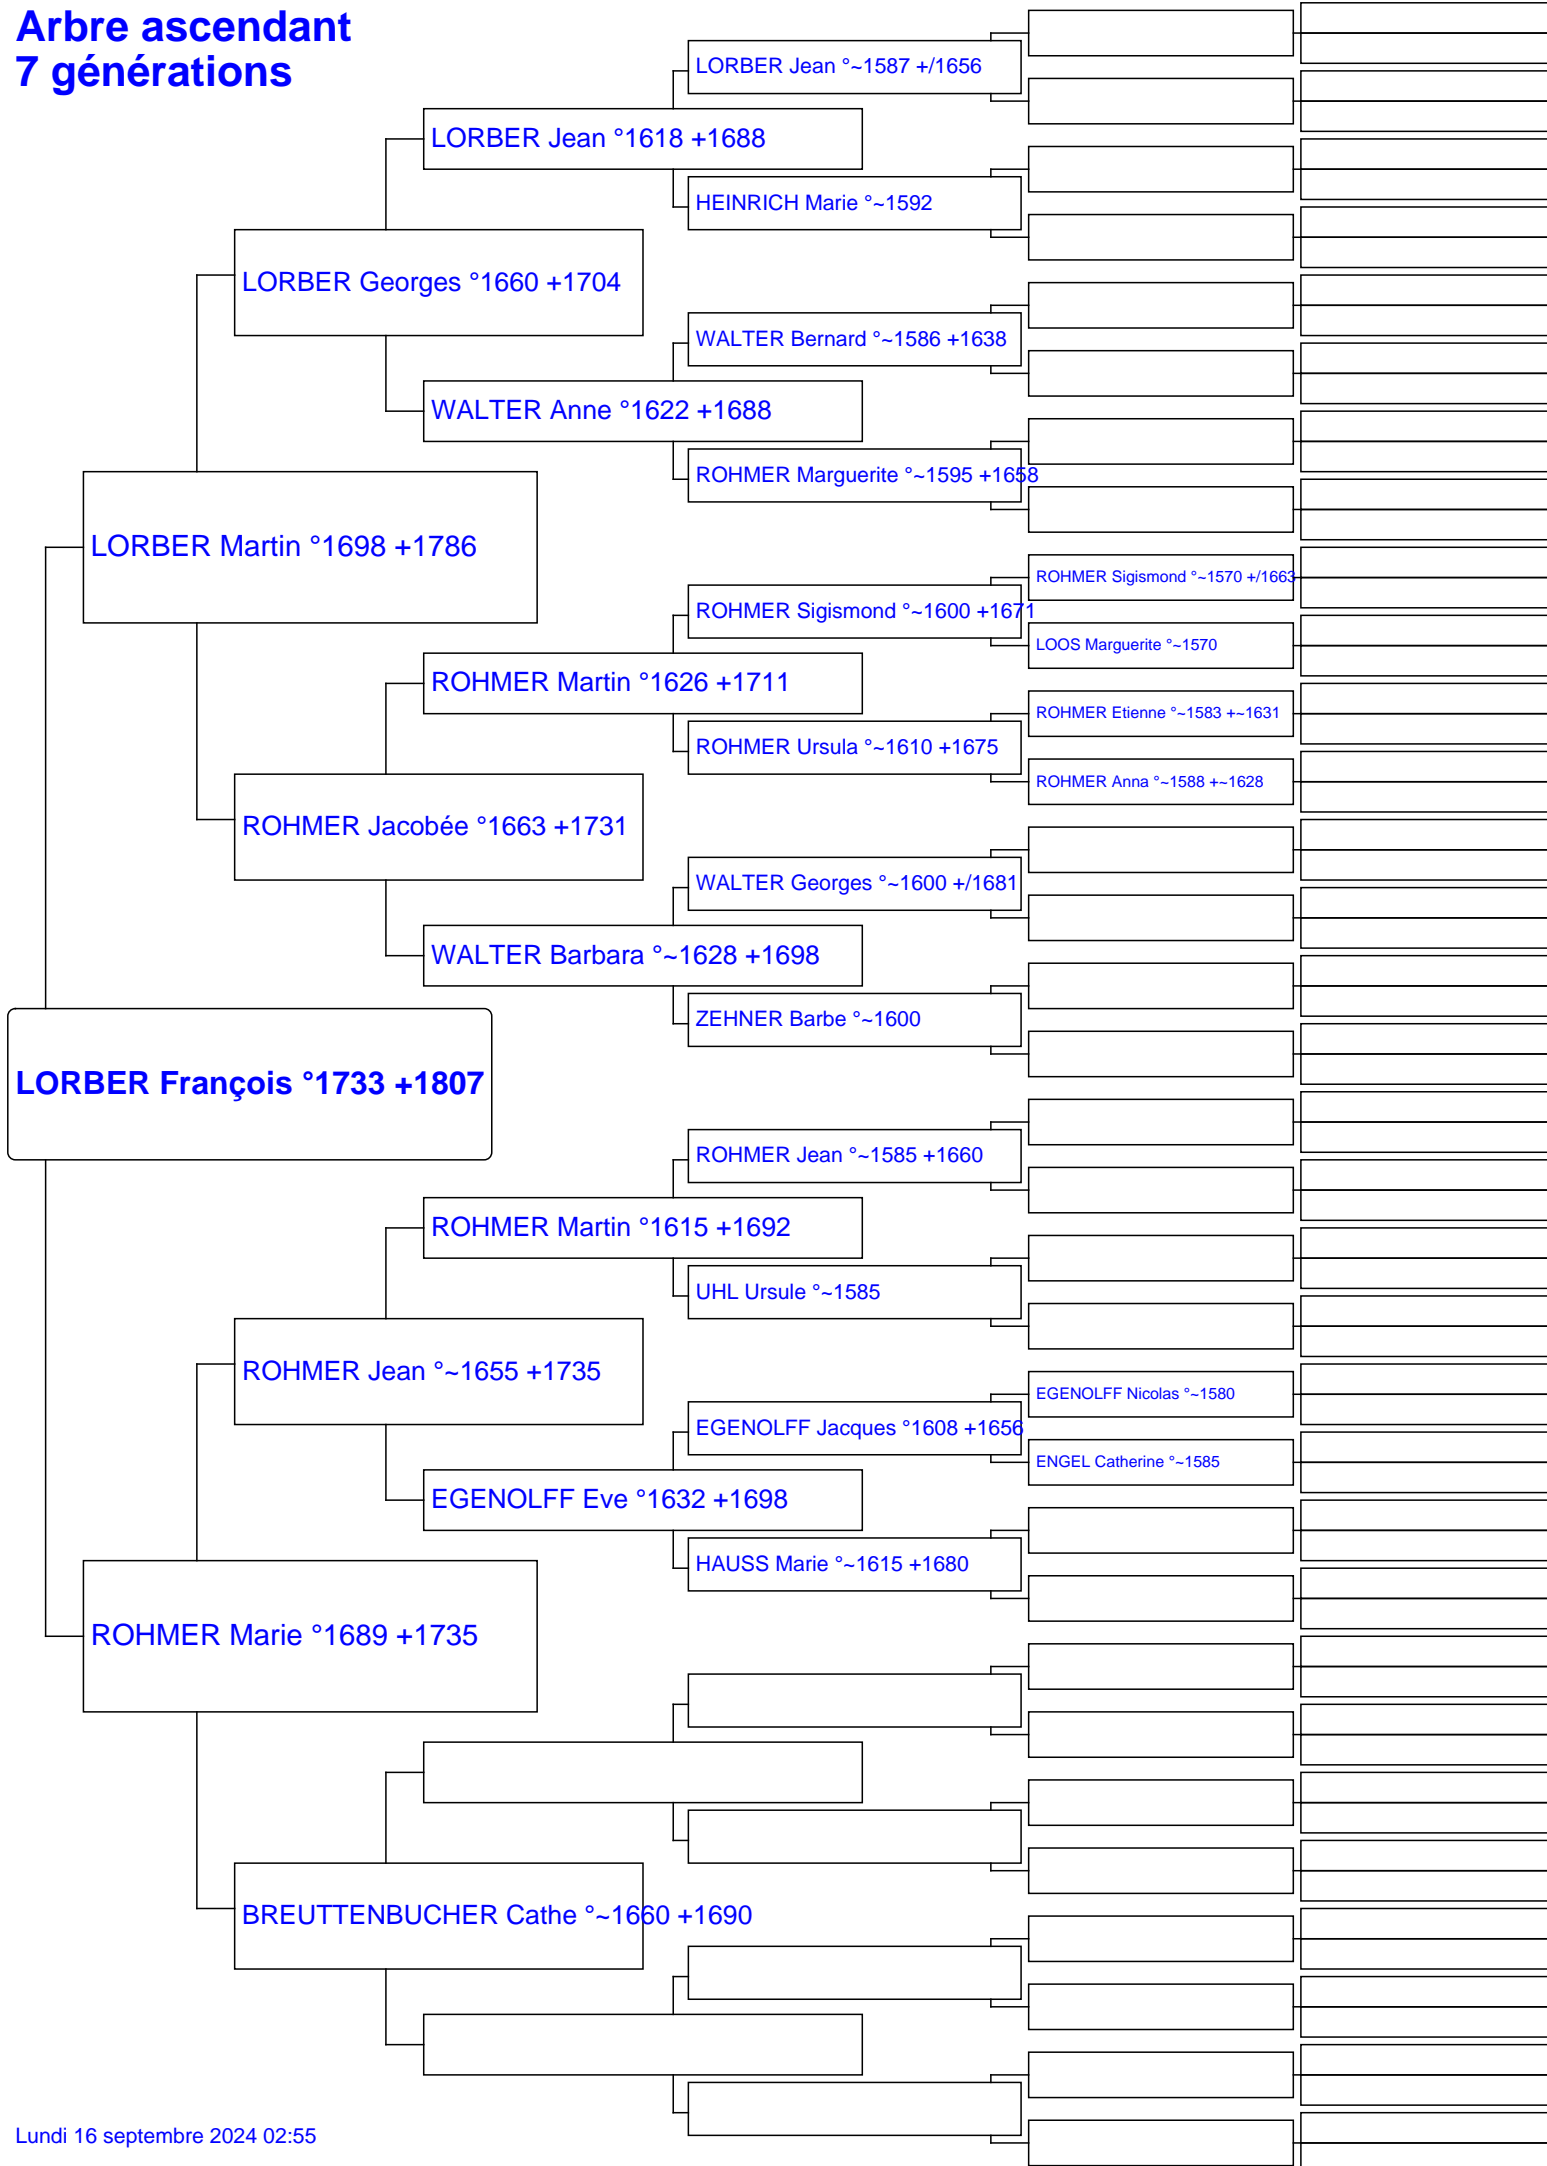 Arbre ascendant
7 générations
LORBER Jean °~1587 +/1656
LORBER Jean °1618 +1688
HEINRICH Marie °~1592
LORBER Georges °1660 +1704
WALTER Bernard °~1586 +1638
WALTER Anne °1622 +1688
ROHMER Marguerite °~1595 +1658
LORBER Martin °1698 +1786
ROHMER Sigismond °~1570 +/1663
ROHMER Sigismond °~1600 +1671
LOOS Marguerite °~1570
ROHMER Martin °1626 +1711
ROHMER Etienne °~1583 +~1631
ROHMER Ursula °~1610 +1675
ROHMER Anna °~1588 +~1628
ROHMER Jacobée °1663 +1731
WALTER Georges °~1600 +/1681
WALTER Barbara °~1628 +1698
ZEHNER Barbe °~1600
LORBER François °1733 +1807
ROHMER Jean °~1585 +1660
ROHMER Martin °1615 +1692
UHL Ursule °~1585
ROHMER Jean °~1655 +1735
EGENOLFF Nicolas °~1580
EGENOLFF Jacques °1608 +1656
ENGEL Catherine °~1585
EGENOLFF Eve °1632 +1698
HAUSS Marie °~1615 +1680
ROHMER Marie °1689 +1735
BREUTTENBUCHER Cathe °~1660 +1690
Lundi 16 septembre 2024 02:55